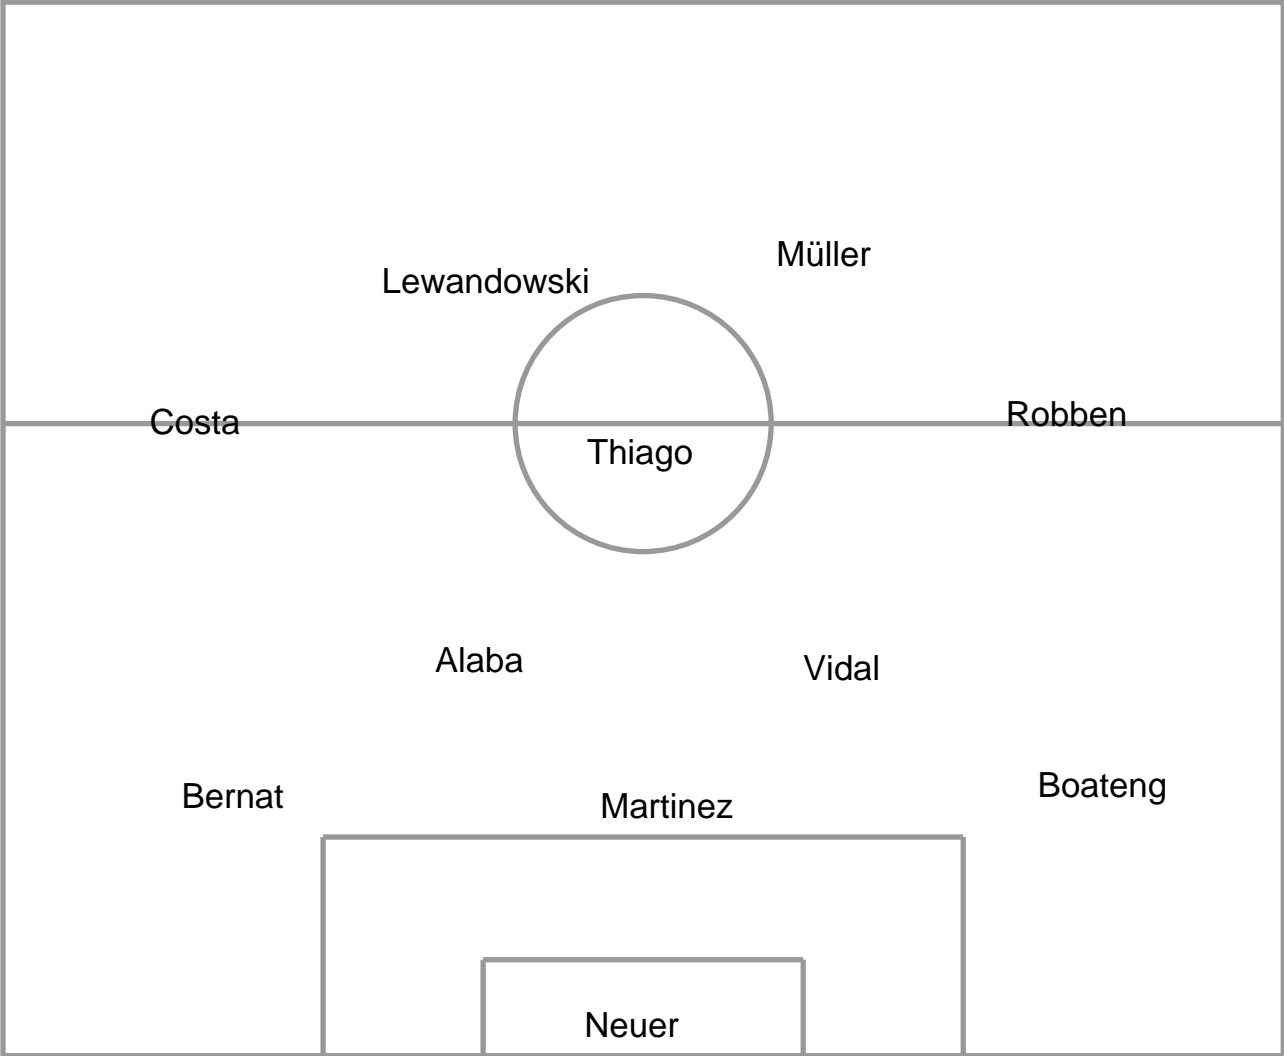 Müller
Lewandowski
Robben
Costa
Thiago
Alaba
Vidal
Boateng
Bernat
Martinez
Neuer